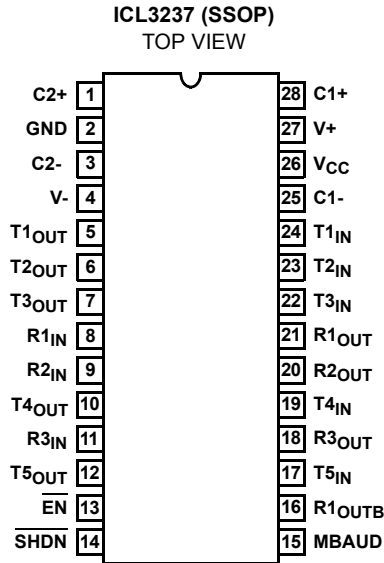 ICL3237 (SSOP)
TOP VIEW
C2+ 1 28 C1+
GND 2 27 V+
C2- 3 26 VCC
V- 4 25 C1-
T1OUT 5 24 T1IN
T2OUT 6 23 T2IN
T3OUT 7 22 T3IN
R1IN 8 21 R1OUT
R2IN 9 20 R2OUT
T4OUT 10 19 T4IN
R3IN 11 18 R3OUT
T5OUT 12 17 T5IN
EN 13 16 R1OUTB
SHDN 14 15 MBAUD